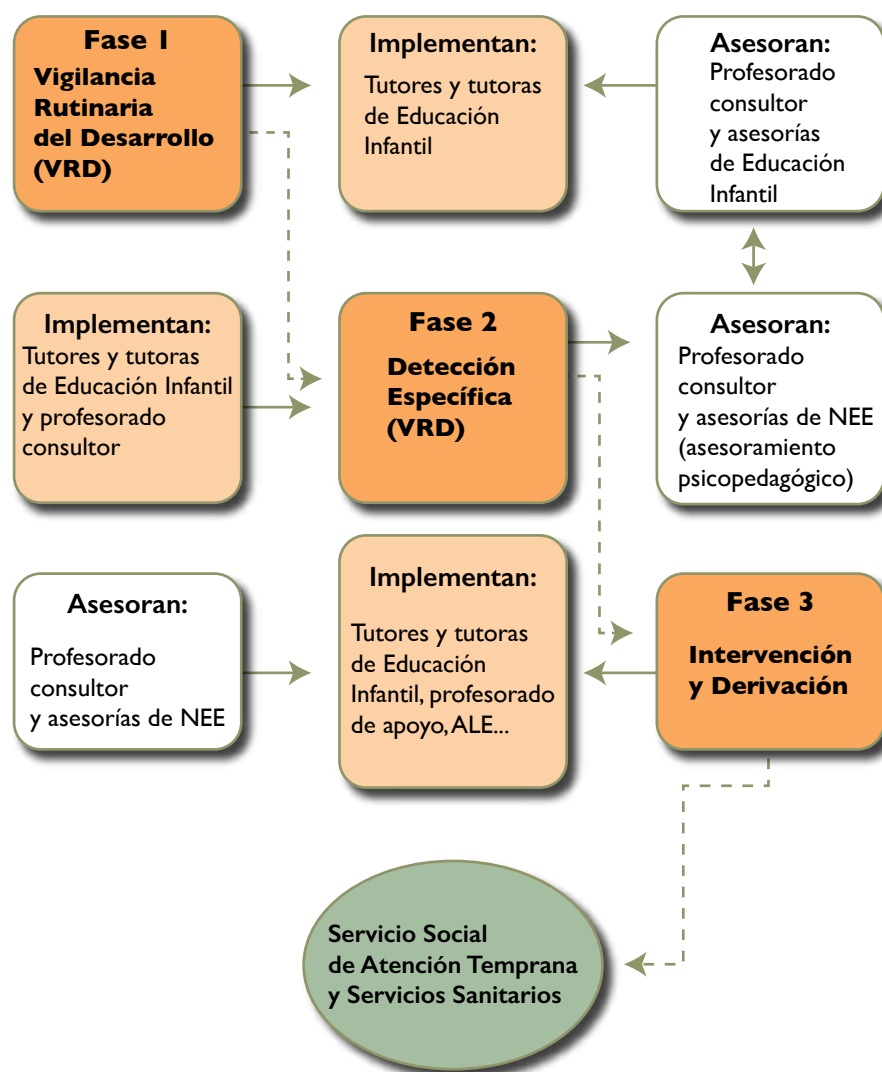 Fase 1
Vigilancia
Rutinaria
del Desarrollo
(VRD)
Implementan:
Tutores y tutoras
de Educación
Infantil
Asesoran:
Profesorado
consultor
y asesorías
de Educación
Infantil
Implementan:
Tutores y tutoras
de Educación Infantil
y profesorado
consultor
Fase 2
Detección
Específica
(VRD)
Asesoran:
Profesorado
consultor
y asesorías de NEE
(asesoramiento
psicopedagógico)
Asesoran:
Profesorado
consultor
y asesorías de NEE
Implementan:
Tutores y tutoras
de Educación
Infantil, profesorado
de apoyo, ALE...
Fase 3
Intervención
y Derivación
Servicio Social
de Atención Temprana
y Servicios Sanitarios